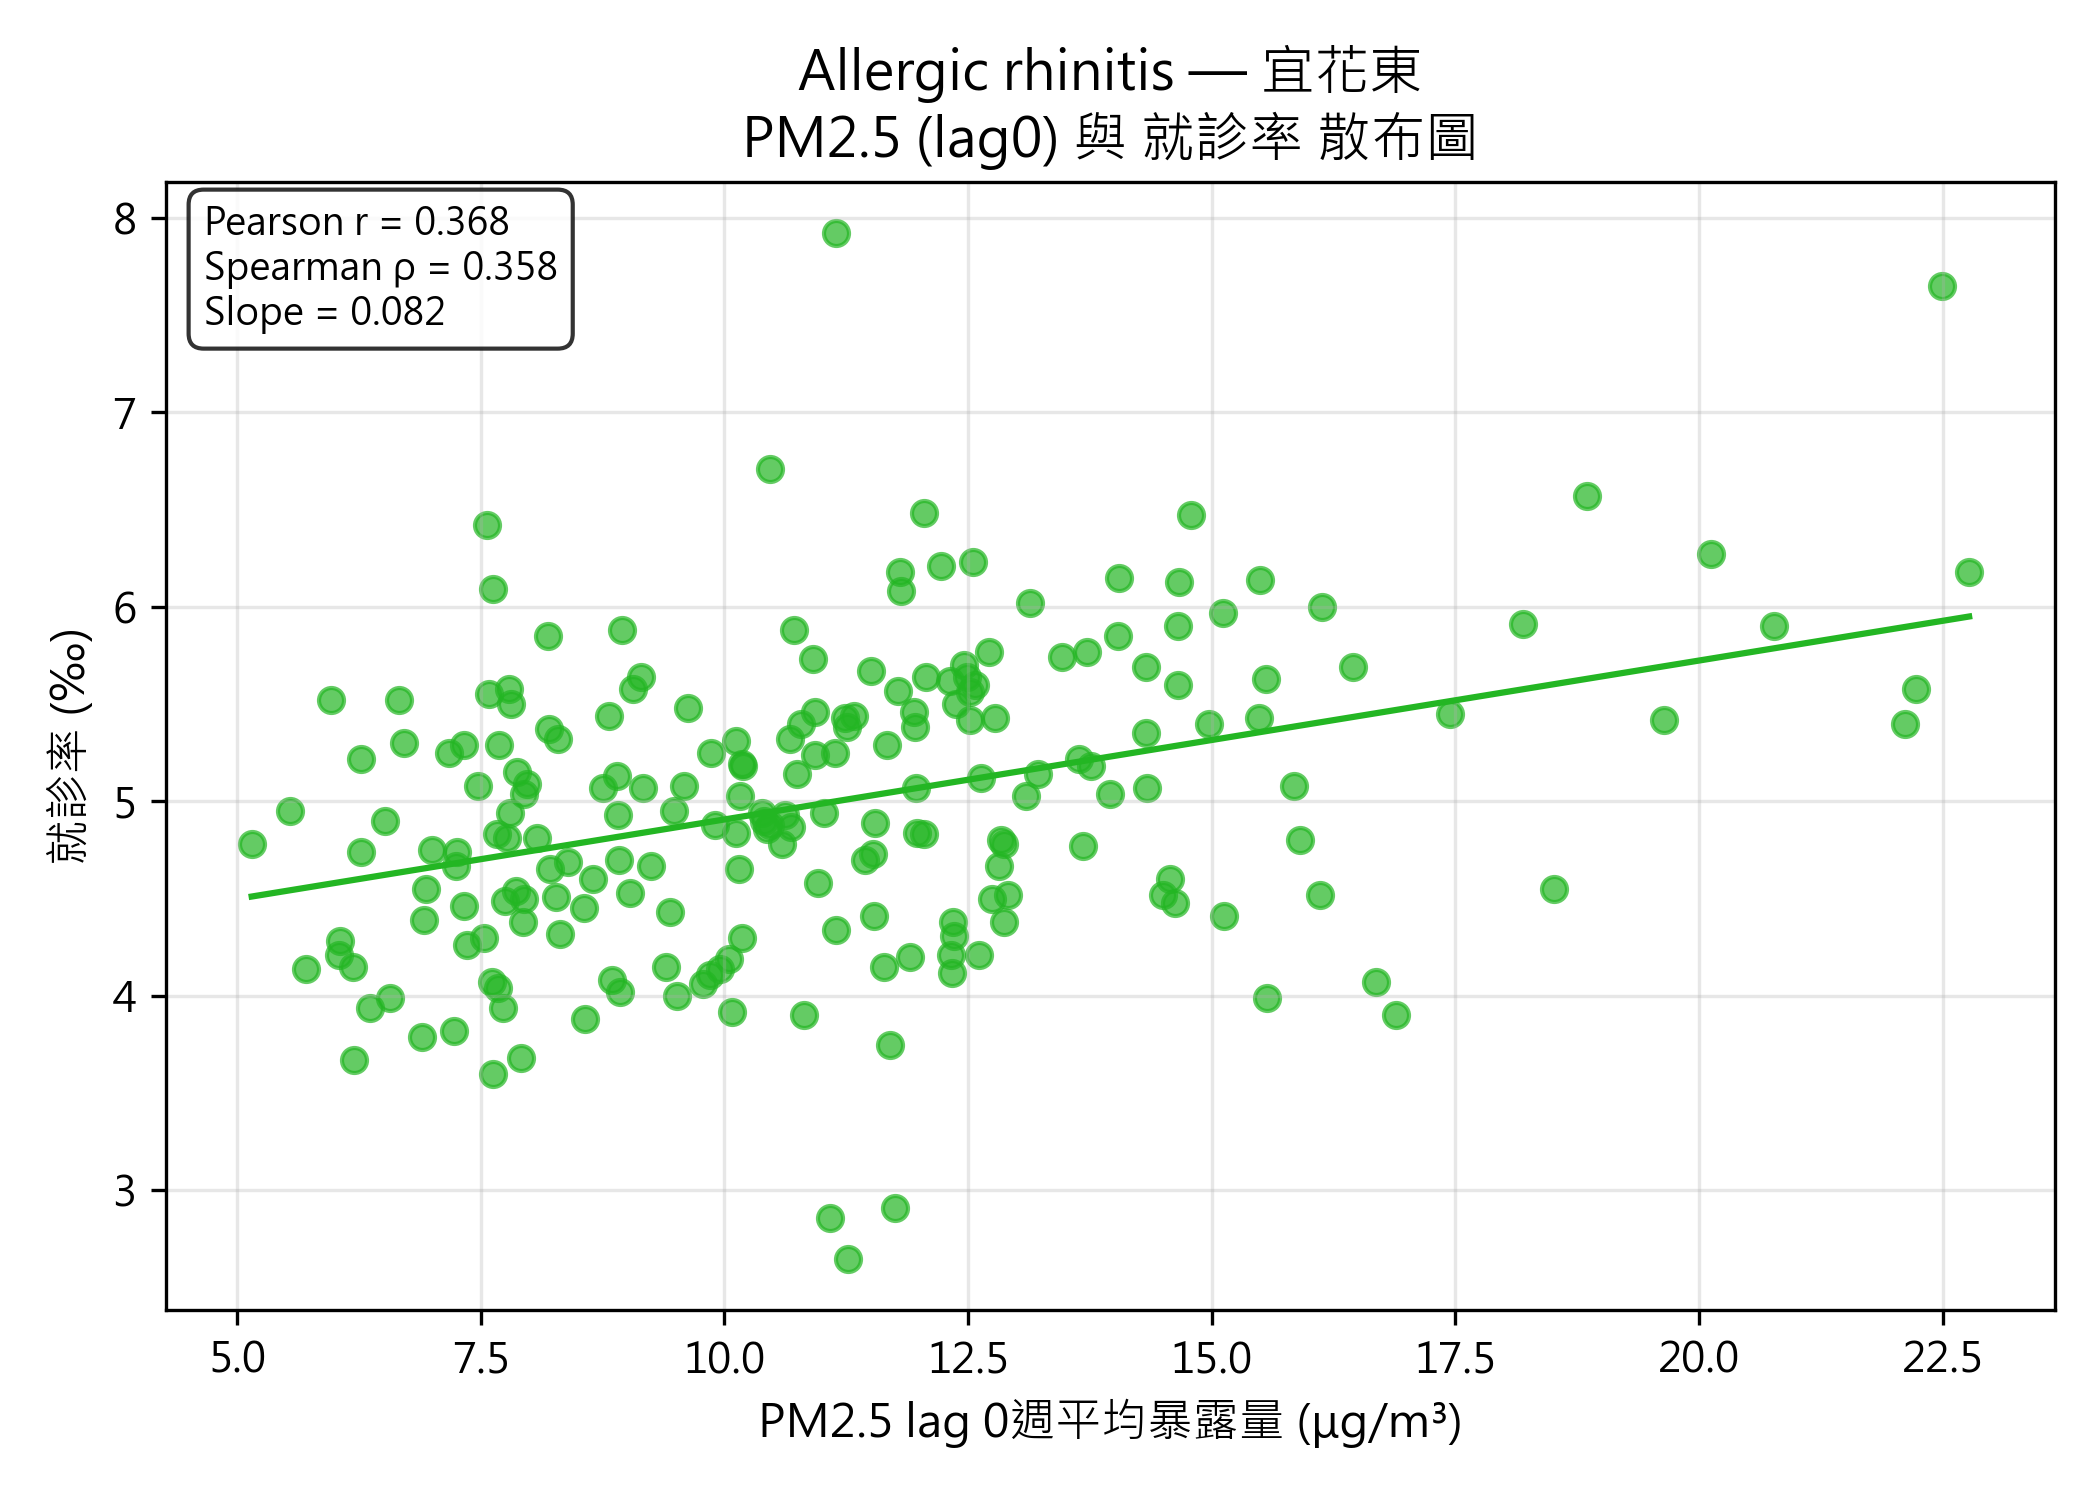 Allergic rhinitis — 宜花東
PM2.5 (lag0) 與 就診率 散布圖
Pearson r = 0.368
Spearman ρ = 0.358
Slope = 0.082
就診率 (‰)
8
7
6
5
4
3
5.0 7.5 10.0 12.5 15.0 17.5 20.0 22.5
PM2.5 lag 0週平均暴露量 (μg/m³)